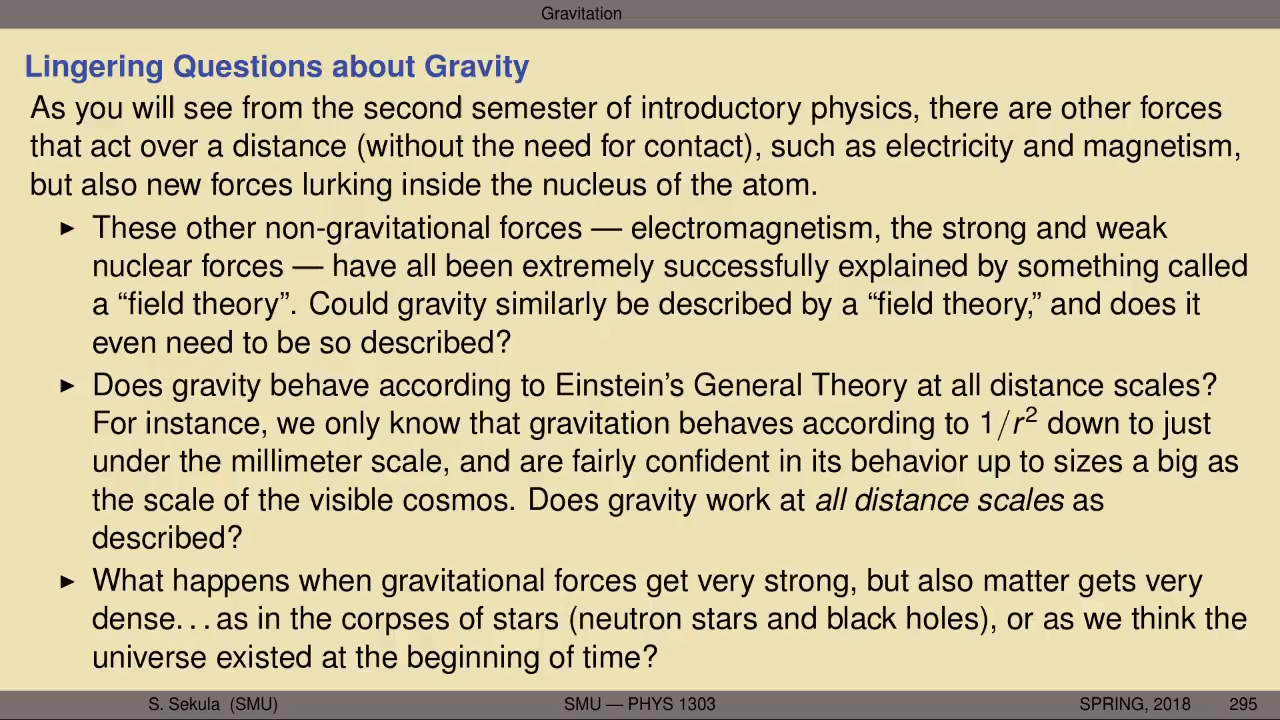 Gravitation
Lingering Questions about Gravity
As you will see from the second semester of introductory physics, there are other forces
that act over a distance (without the need for contact), such as electricity and magnetism,
but also new forces lurking inside the nucleus of the atom.
▶ These other non-gravitational forces — electromagnetism, the strong and weak
nuclear forces — have all been extremely successfully explained by something called
a “field theory”. Could gravity similarly be described by a “field theory,” and does it
even need to be so described?
▶ Does gravity behave according to Einstein’s General Theory at all distance scales?
For instance, we only know that gravitation behaves according to 1/r² down to just
under the millimeter scale, and are fairly confident in its behavior up to sizes a big as
the scale of the visible cosmos. Does gravity work at all distance scales as
described?
▶ What happens when gravitational forces get very strong, but also matter gets very
dense. . . as in the corpses of stars (neutron stars and black holes), or as we think the
universe existed at the beginning of time?
S. Sekula (SMU) SMU — PHYS 1303 SPRING, 2018 295